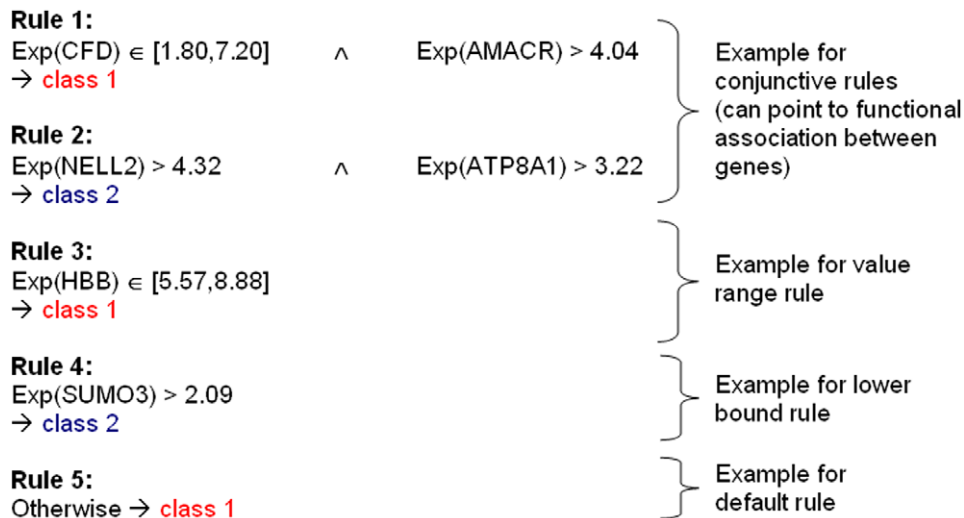 Rule 1:
Exp(CFD) ∈ [1.80,7.20] ∧ Exp(AMACR) > 4.04
→ class 1
Example for
conjunctive rules
(can point to functional
association between
genes)
Rule 2:
Exp(NELL2) > 4.32 ∧ Exp(ATP8A1) > 3.22
→ class 2
Rule 3:
Exp(HBB) ∈ [5.57,8.88]
→ class 1
Example for value
range rule
Rule 4:
Exp(SUMO3) > 2.09
→ class 2
Example for lower
bound rule
Rule 5:
Otherwise → class 1
Example for
default rule